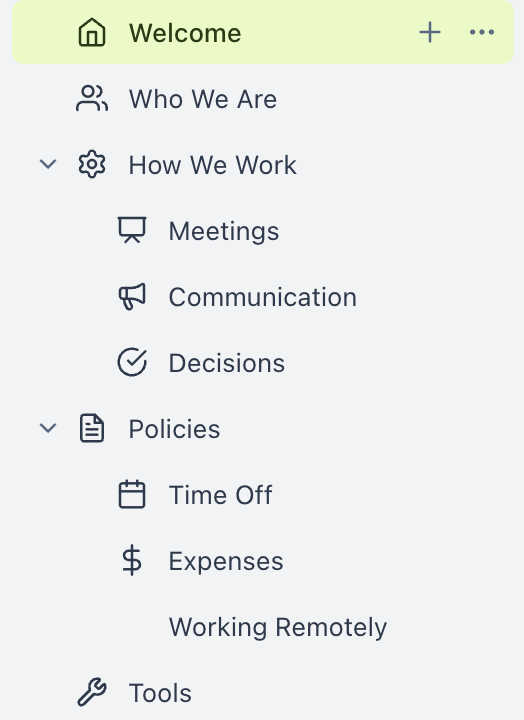 Welcome
Who We Are
How We Work
Meetings
Communication
Decisions
Policies
Time Off
Expenses
Working Remotely
Tools